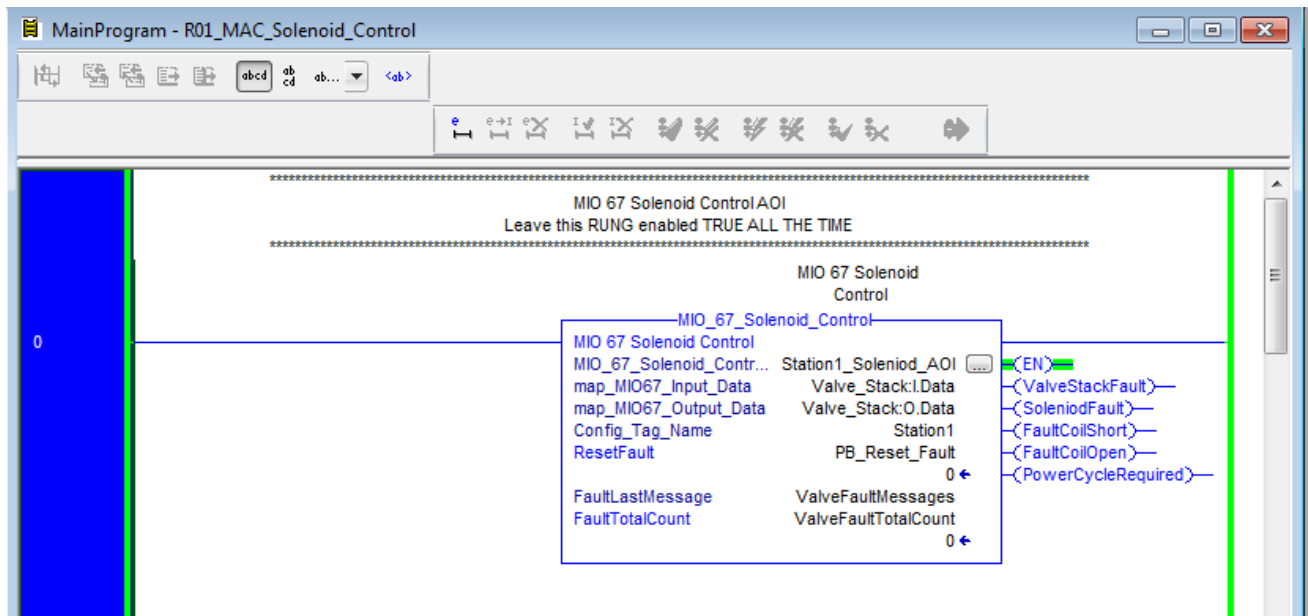 MainProgram - R01_MAC_Solenoid_Control
abcd ab cd ab... <ab>
e e→I e I I
****************************************************************************************************************************
MIO 67 Solenoid Control AOI
Leave this RUNG enabled TRUE ALL THE TIME
****************************************************************************************************************************
MIO 67 Solenoid
Control
MIO_67_Solenoid_Control
0
MIO 67 Solenoid Control
MIO_67_Solenoid_Contr... Station1_Soleniod_AOI ... (EN)
map_MIO67_Input_Data Valve_Stack:I.Data (ValveStackFault)
map_MIO67_Output_Data Valve_Stack:O.Data (SoleniodFault)
Config_Tag_Name Station1 (FaultCoilShort)
ResetFault PB_Reset_Fault (FaultCoilOpen)
0 ← (PowerCycleRequired)
FaultLastMessage ValveFaultMessages
FaultTotalCount ValveFaultTotalCount
0 ←